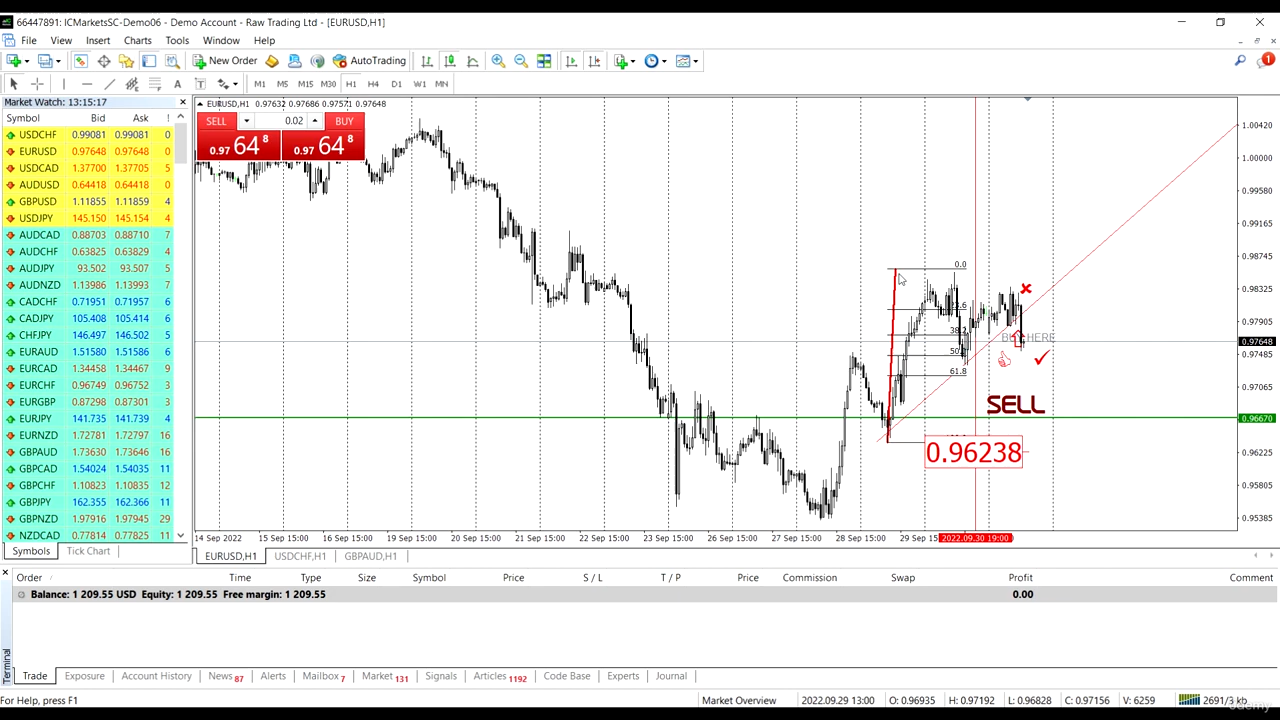 66447891: ICMarketsSC-Demo06 - Demo Account - Raw Trading Ltd - [EURUSD,H1]
File View Insert Charts Tools Window Help
New Order AutoTrading 1
A T M1 M5 M15 M30 H1 H4 D1 W1 MN
Market Watch: 13:15:17
Symbol Bid Ask !
USDCHF 0.99081 0.99081 0
EURUSD 0.97648 0.97648 0
USDCAD 1.37700 1.37705 5
AUDUSD 0.64418 0.64418 0
GBPUSD 1.11855 1.11859 4
USDJPY 145.150 145.154 4
AUDCAD 0.88703 0.88710 7
AUDCHF 0.63825 0.63829 5
AUDJPY 93.502 93.507 5
AUDNZD 1.13986 1.13993 7
CADCHF 0.71951 0.71957 6
CADJPY 105.408 105.414 6
CHFJPY 146.497 146.502 5
EURAUD 1.51580 1.51586 6
EURCAD 1.34458 1.34467 9
EURCHF 0.96749 0.96752 3
EURGBP 0.87298 0.87301 3
EURJPY 141.735 141.739 4
EURNZD 1.72781 1.72797 16
GBPAUD 1.73630 1.73646 16
GBPCAD 1.54024 1.54035 11
GBPCHF 1.10823 1.10835 12
GBPJPY 162.355 162.366 11
GBPNZD 1.97916 1.97945 29
NZDCAD 0.77814 0.77825 11
Symbols Tick Chart
EURUSD,H1 0.97632 0.97686 0.97571 0.97648
SELL 0.02 BUY
0.97 64 8 0.97 64 8
0.0
23.6
38.2
50.0
61.8
BUY HERE
SELL
0.96238
1.00420
1.00000
0.99580
0.99165
0.98745
0.98325
0.97905
0.97648
0.97485
0.97065
0.96670
0.96225
0.95805
0.95385
14 Sep 2022 15 Sep 15:00 16 Sep 15:00 19 Sep 15:00 20 Sep 15:00 21 Sep 15:00 22 Sep 15:00 23 Sep 15:00 26 Sep 15:00 27 Sep 15:00 28 Sep 15:00 29 Sep 15: 2022.09.30 19:00
EURUSD,H1 USDCHF,H1 GBPAUD,H1
Order Time Type Size Symbol Price S / L T / P Price Commission Swap Profit Comment
Balance: 1 209.55 USD Equity: 1 209.55 Free margin: 1 209.55 0.00
Terminal
Trade Exposure Account History News 87 Alerts Mailbox 7 Market 131 Signals Articles 1192 Code Base Experts Journal
For Help, press F1 Market Overview 2022.09.29 13:00 O: 0.96935 H: 0.97192 L: 0.96828 C: 0.97156 V: 6259 2691/3 kb
Udemy